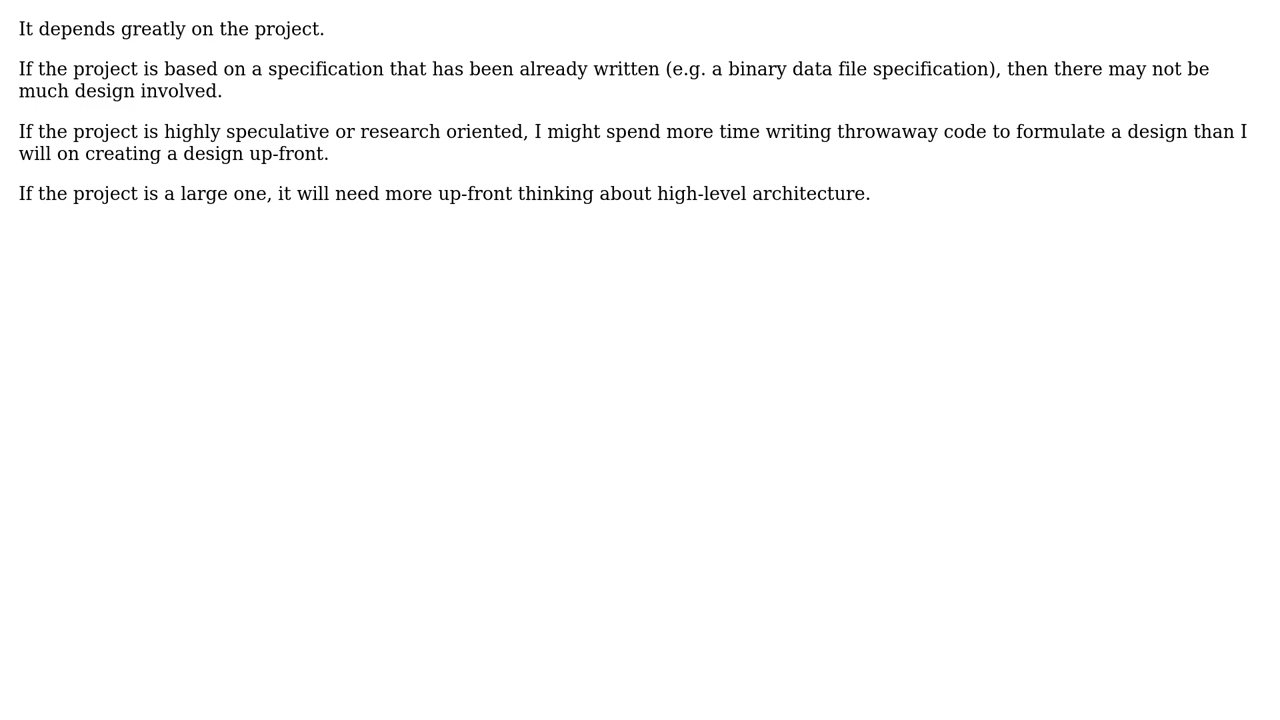 It depends greatly on the project.
If the project is based on a specification that has been already written (e.g. a binary data file specification), then there may not be
much design involved.
If the project is highly speculative or research oriented, I might spend more time writing throwaway code to formulate a design than I
will on creating a design up-front.
If the project is a large one, it will need more up-front thinking about high-level architecture.